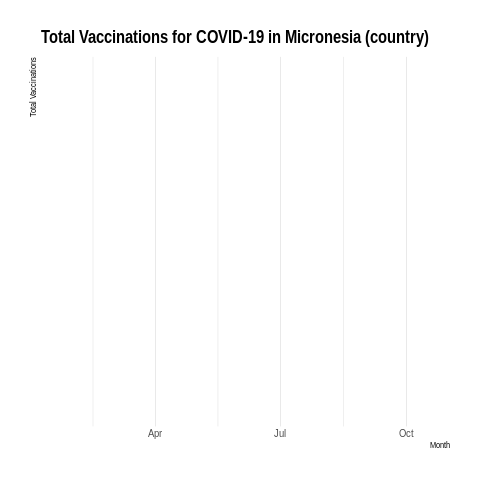 Total Vaccinations for COVID-19 in Micronesia (country)
Total Vaccinations
Apr
Jul
Oct
Month